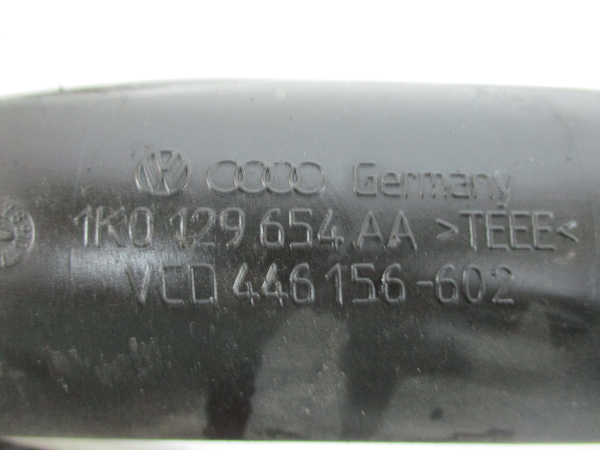 Germany
1K0 129 654 AA >TEEE<
VCD 446 156-602